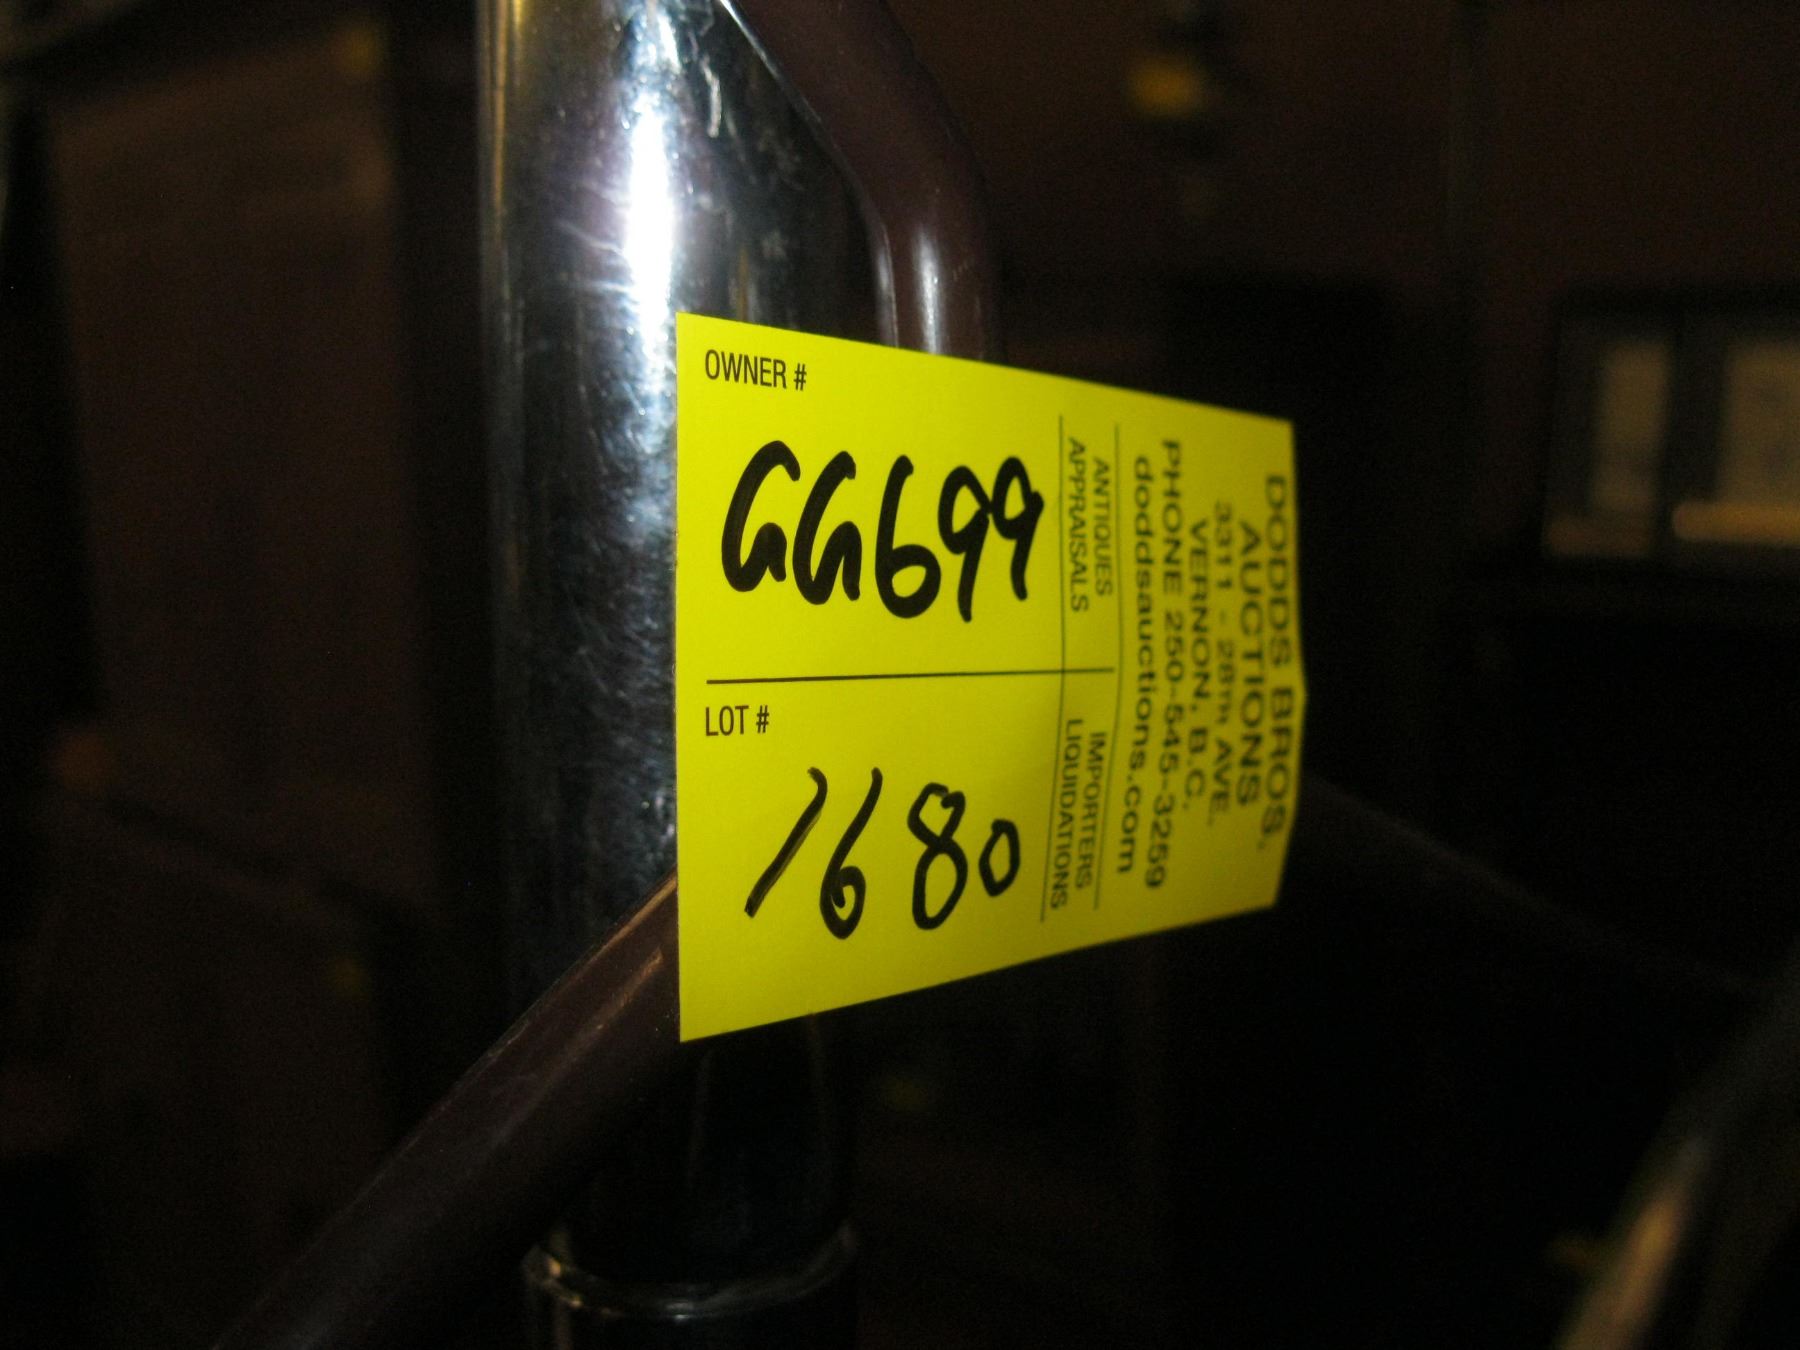 OWNER #
GG699
LOT #
1680
ANTIQUES
APPRAISALS
IMPORTERS
LIQUIDATIONS
DODDS BROS.
AUCTIONS
3311 - 28TH AVE.
VERNON, B.C.
PHONE 250-545-3259
doddsauctions.com